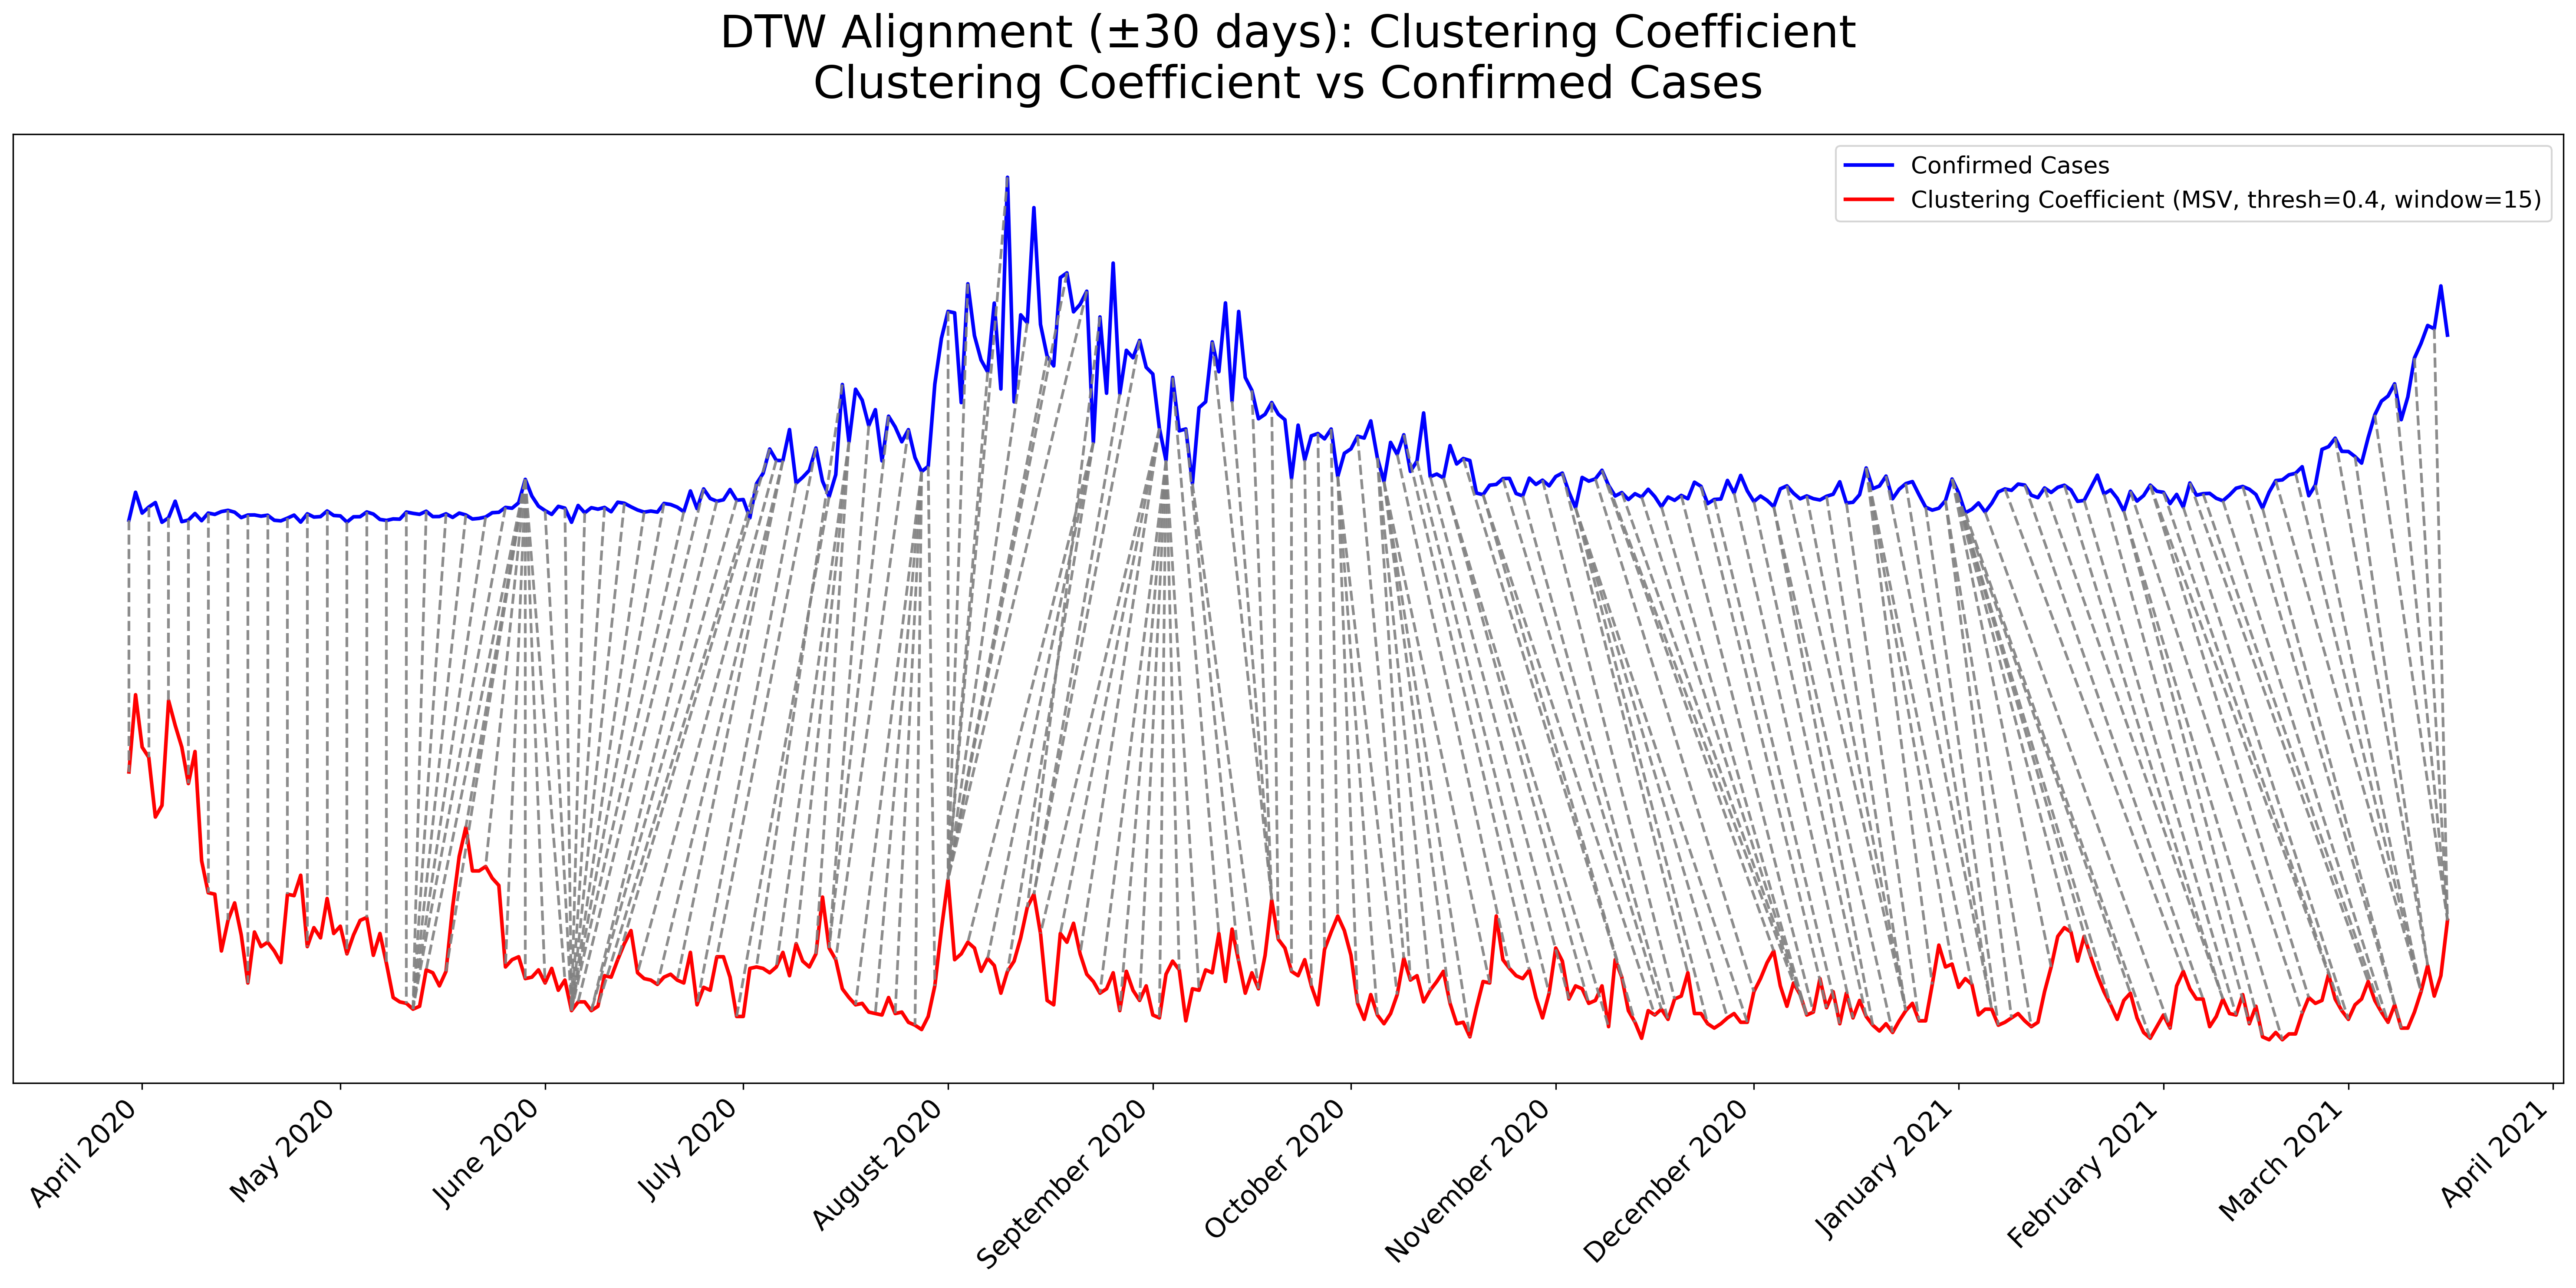 DTW Alignment (±30 days): Clustering Coefficient
Clustering Coefficient vs Confirmed Cases
Confirmed Cases
Clustering Coefficient (MSV, thresh=0.4, window=15)
April 2020
May 2020
June 2020
July 2020
August 2020
September 2020
October 2020
November 2020
December 2020
January 2021
February 2021
March 2021
April 2021